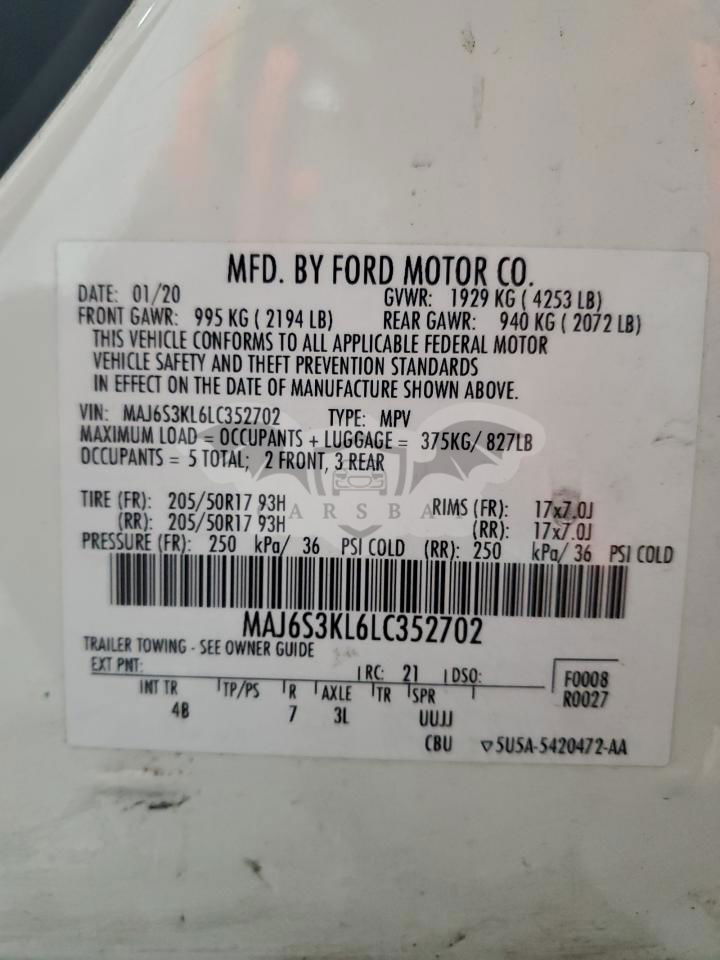 MFD. BY FORD MOTOR CO.
DATE: 01/20 GVWR: 1929 KG ( 4253 LB)
FRONT GAWR: 995 KG ( 2194 LB) REAR GAWR: 940 KG ( 2072 LB)
THIS VEHICLE CONFORMS TO ALL APPLICABLE FEDERAL MOTOR
VEHICLE SAFETY AND THEFT PREVENTION STANDARDS
IN EFFECT ON THE DATE OF MANUFACTURE SHOWN ABOVE.
VIN: MAJ6S3KL6LC352702 TYPE: MPV
MAXIMUM LOAD = OCCUPANTS + LUGGAGE = 375KG/ 827LB
OCCUPANTS = 5 TOTAL; 2 FRONT, 3 REAR
TIRE (FR): 205/50R17 93H RIMS (FR): 17x7.0J
(RR): 205/50R17 93H (RR): 17x7.0J
CARSBAT
PRESSURE (FR): 250 kPa/ 36 PSI COLD (RR): 250 kPa/ 36 PSI COLD
MAJ6S3KL6LC352702
TRAILER TOWING - SEE OWNER GUIDE
EXT PNT: RC: 21 DSO: F0008
R0027
INT TR TP/PS R AXLE TR SPR
4B 7 3L UUJJ
CBU ▽5U5A-5420472-AA